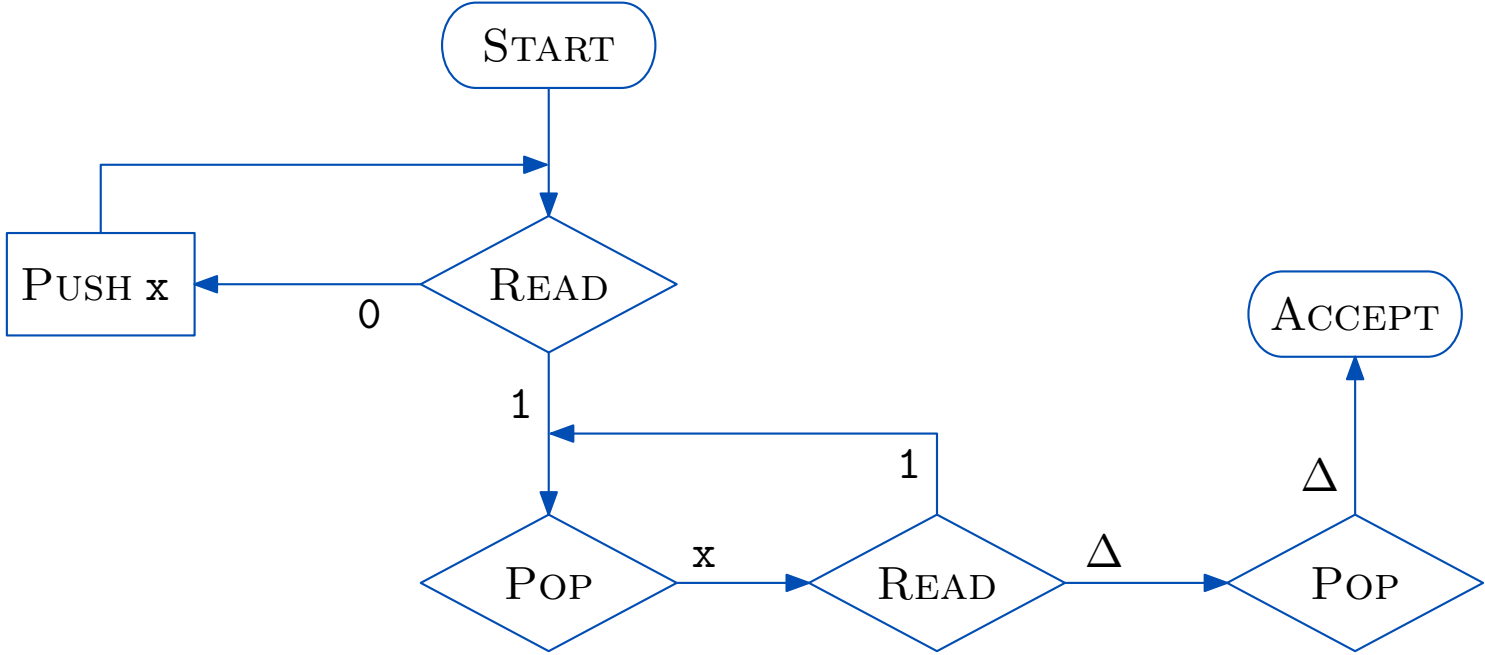 START
PUSH x
READ
0
ACCEPT
1
1
Δ
x
Δ
POP
READ
POP